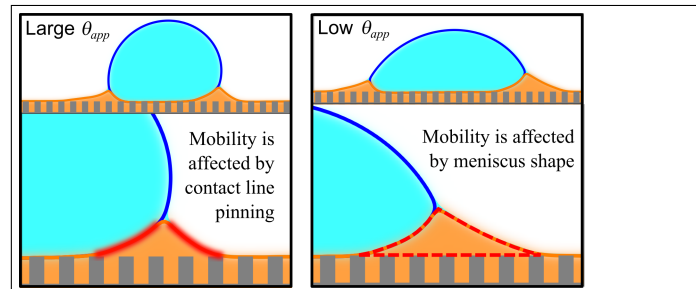 Large θapp
Mobility is
affected by
contact line
pinning
Low θapp
Mobility is affected
by meniscus shape